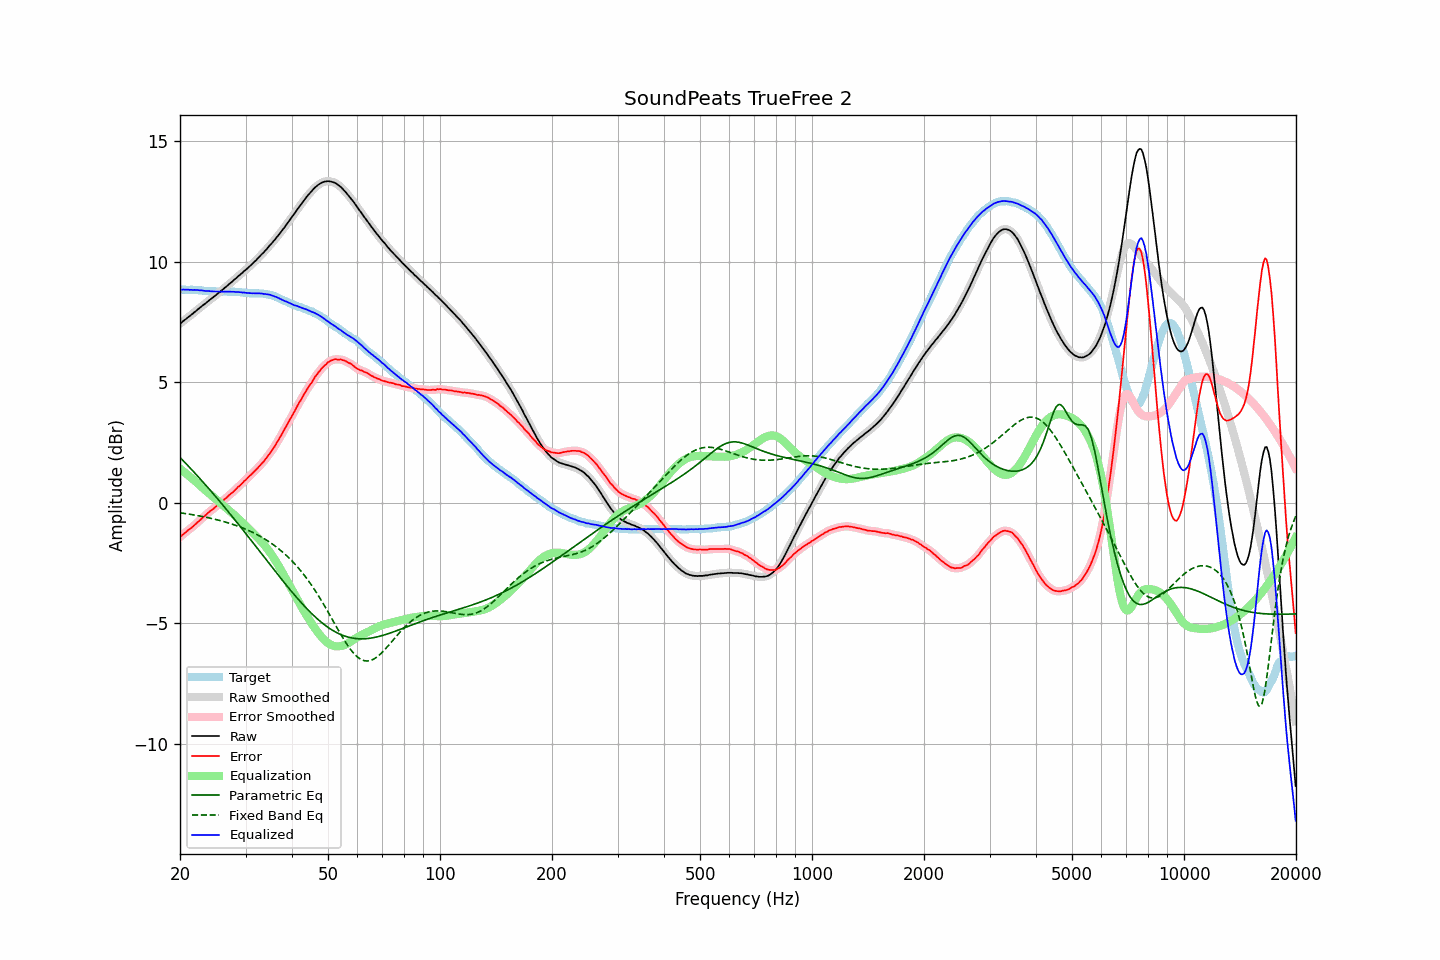 SoundPeats TrueFree 2
15
10
5
0
−5
−10
Amplitude (dBr)
20
50
100
200
500
1000
2000
5000
10000
20000
Frequency (Hz)
Target
Raw Smoothed
Error Smoothed
Raw
Error
Equalization
Parametric Eq
Fixed Band Eq
Equalized